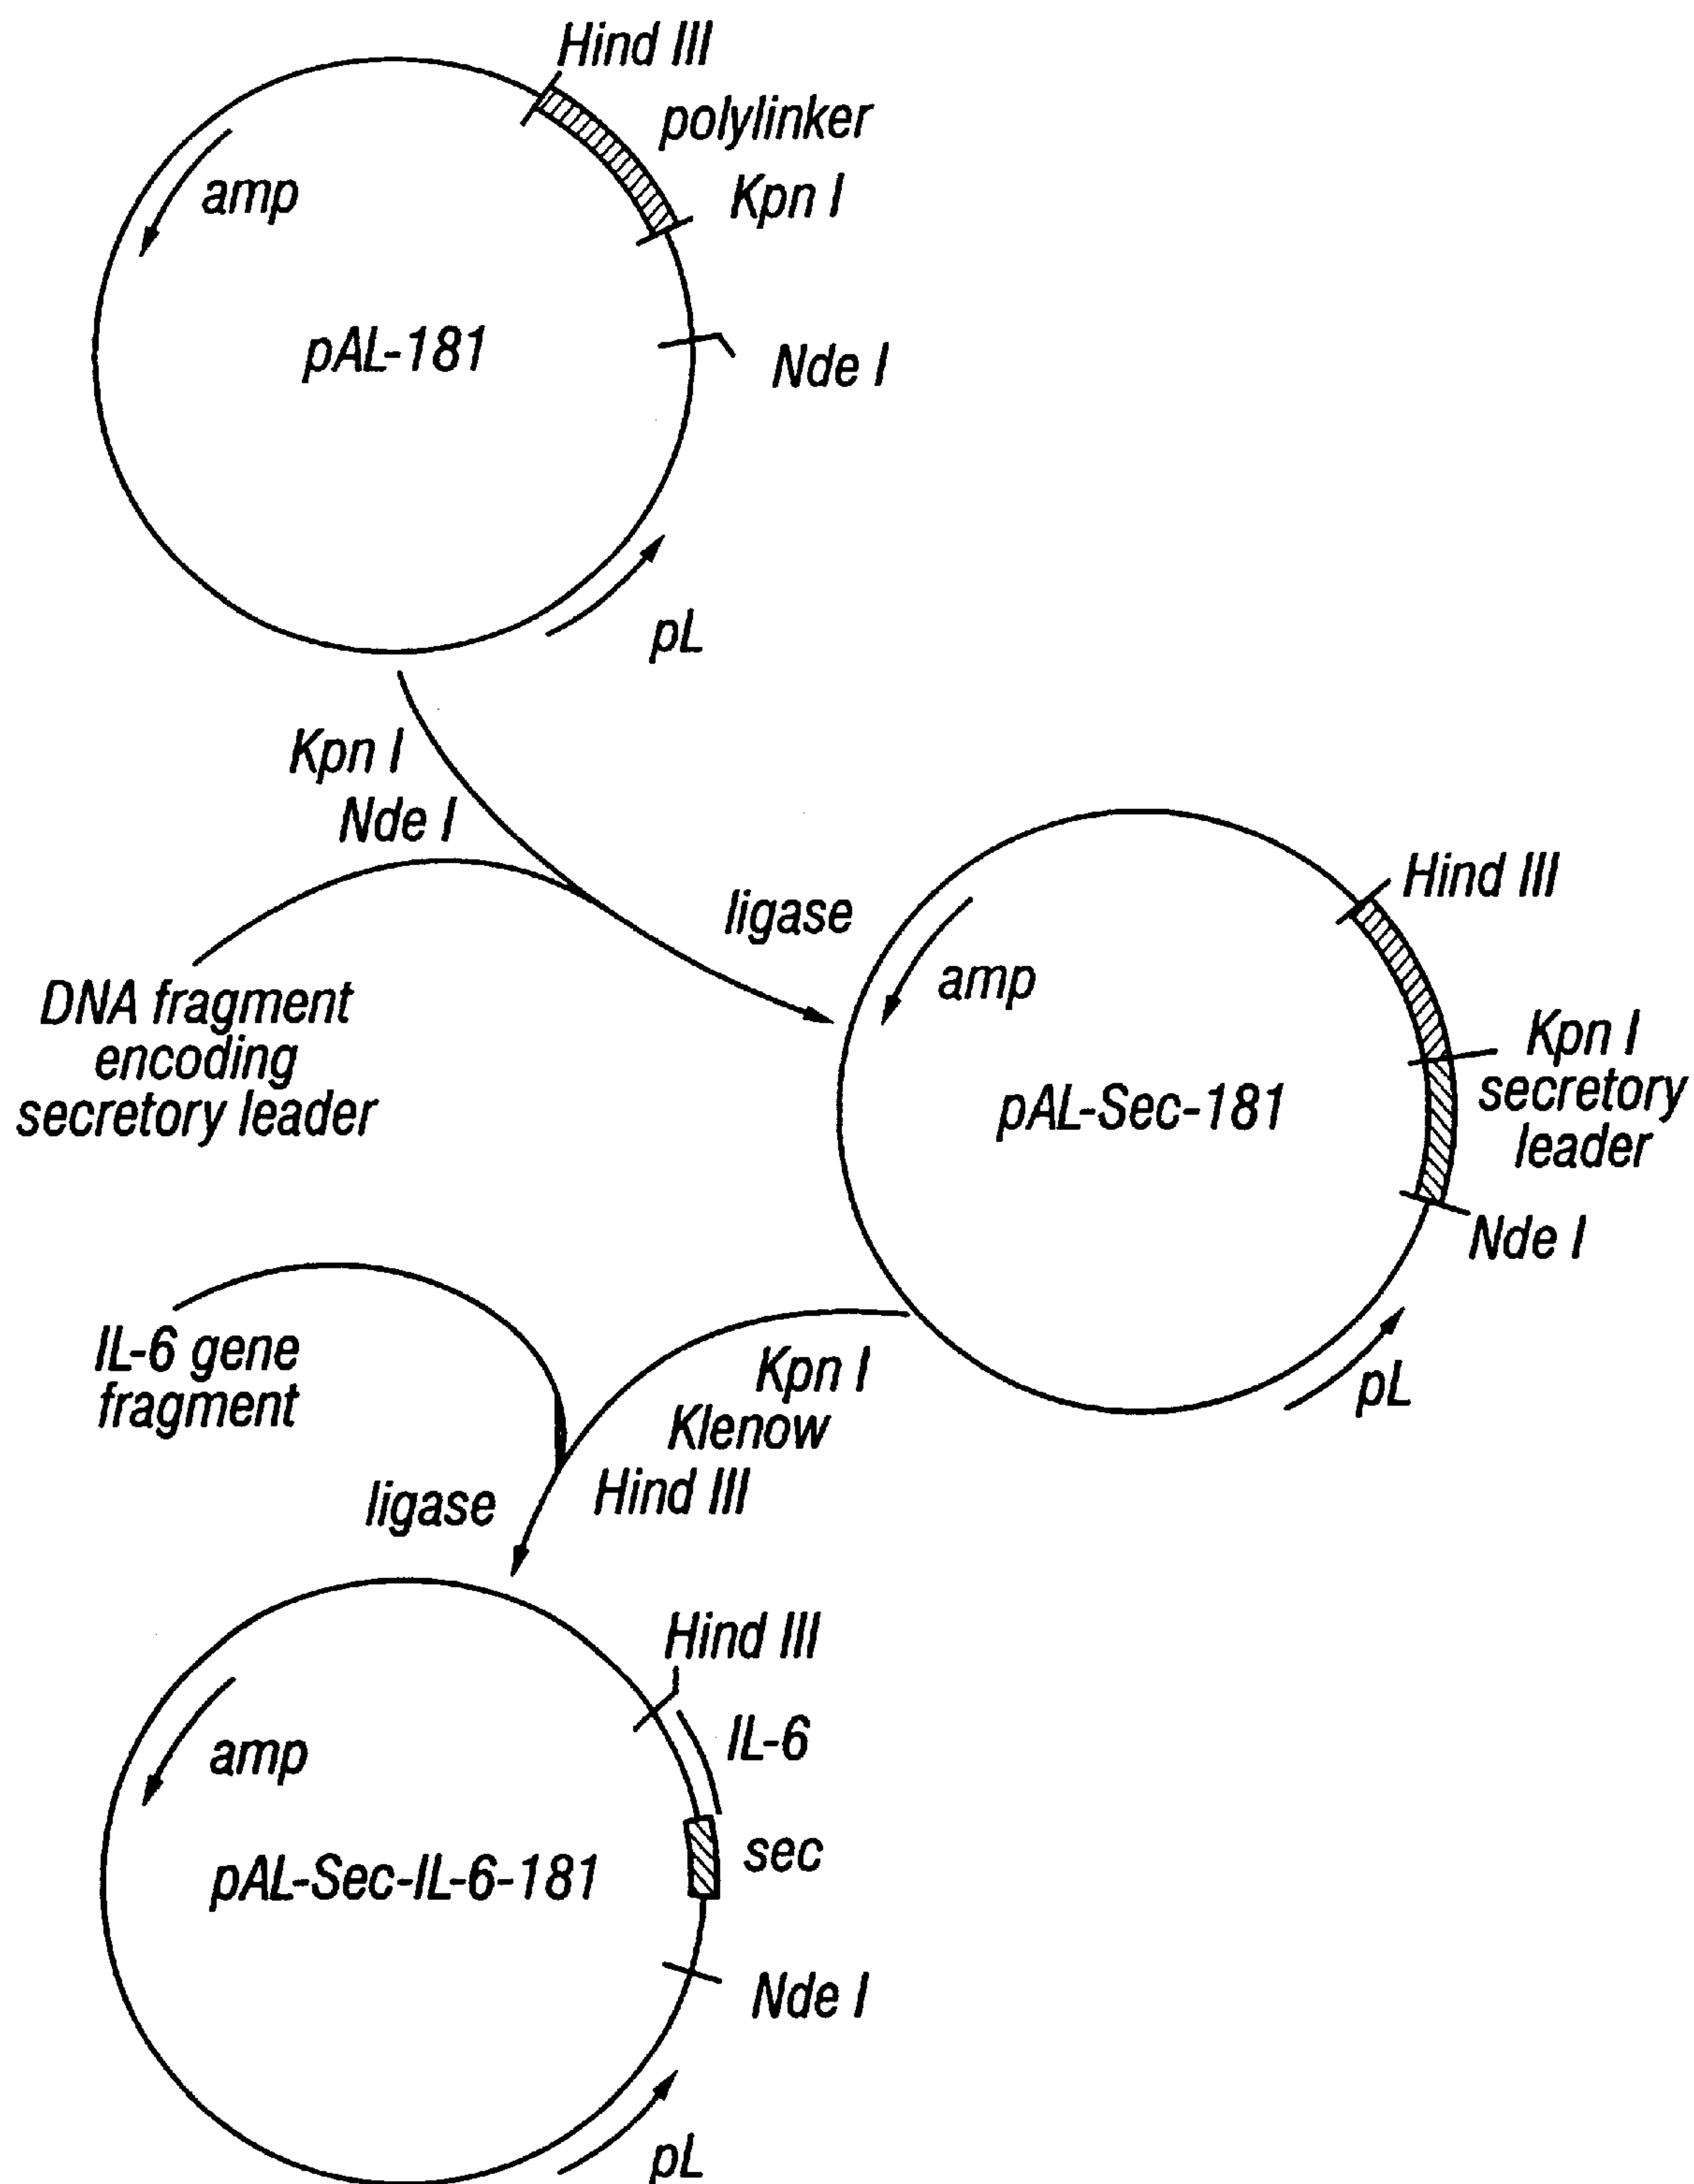 Hind III
polylinker
Kpn I
amp
pAL-181
Nde I
pL
Kpn I
Nde I
ligase
DNA fragment
encoding
secretory leader
Hind III
amp
Kpn I
secretory
leader
pAL-Sec-181
Nde I
pL
IL-6 gene
fragment
Kpn I
Klenow
Hind III
ligase
Hind III
IL-6
amp
sec
pAL-Sec-IL-6-181
Nde I
pL